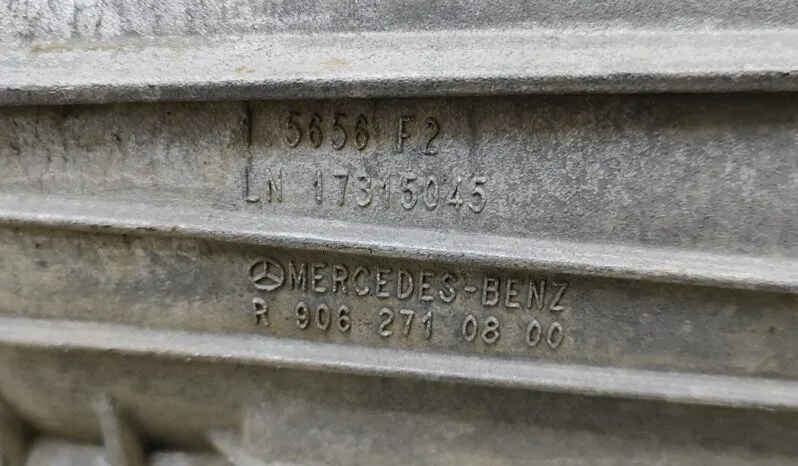 5656 F2
LN 17315045
MERCEDES-BENZ
R 906 271 08 00